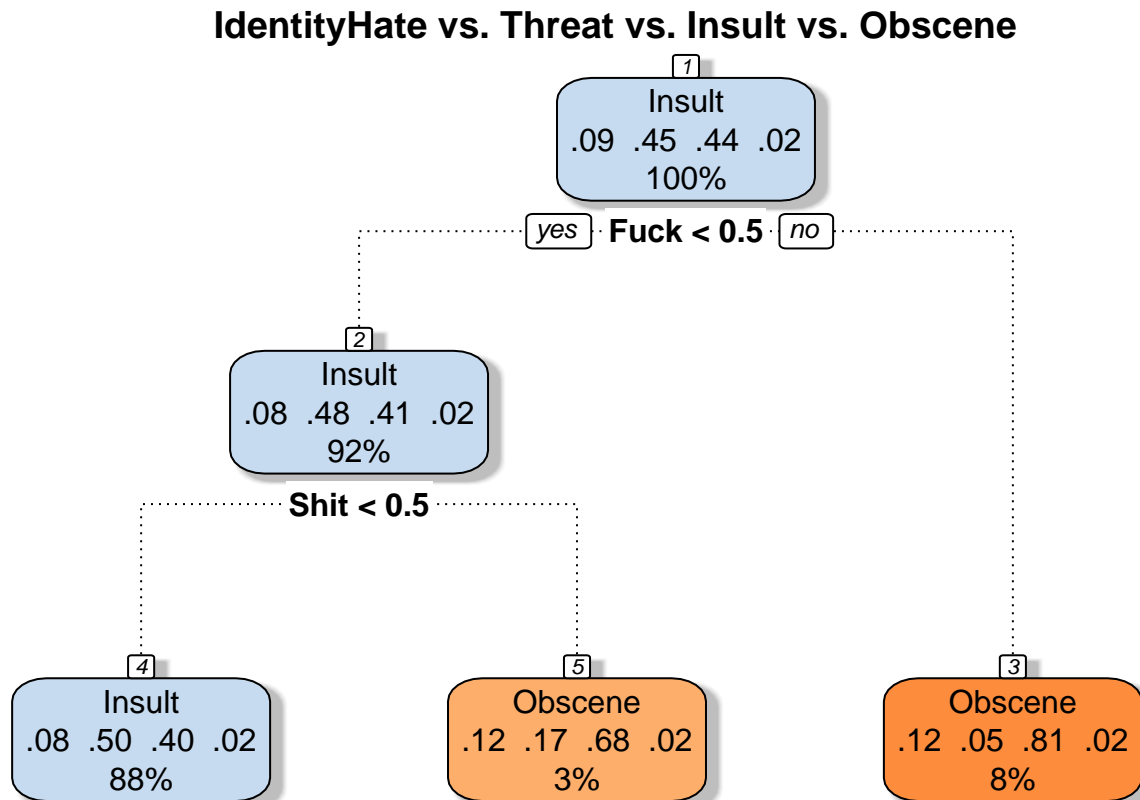 IdentityHate vs. Threat vs. Insult vs. Obscene
1
Insult
.09 .45 .44 .02
100%
yes Fuck < 0.5 no
2
Insult
.08 .48 .41 .02
92%
Shit < 0.5
4
Insult
.08 .50 .40 .02
88%
5
Obscene
.12 .17 .68 .02
3%
3
Obscene
.12 .05 .81 .02
8%